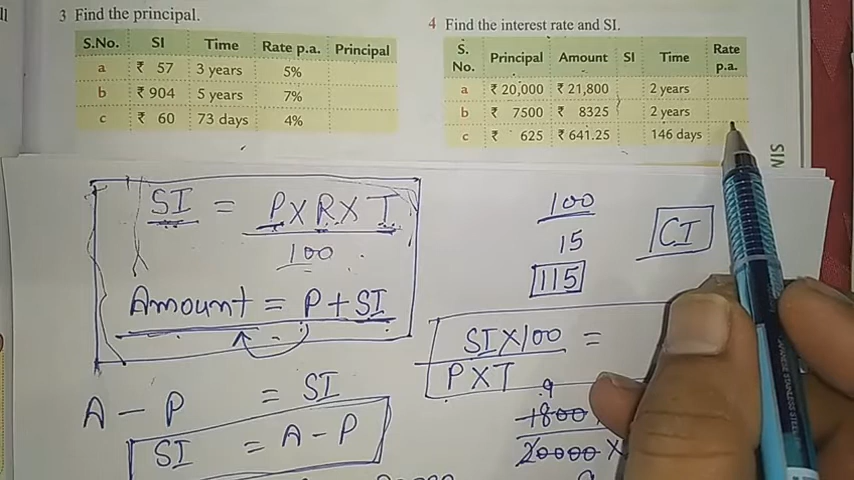 3 Find the principal.
S.No. SI Time Rate p.a. Principal
a ₹ 57 3 years 5%
b ₹ 904 5 years 7%
c ₹ 60 73 days 4%
4 Find the interest rate and SI.
S. No. Principal Amount SI Time Rate p.a.
a ₹ 20,000 ₹ 21,800 2 years
b ₹ 7500 ₹ 8325 2 years
c ₹ 625 ₹ 641.25 146 days
SIN
SI = P X R X T
100
Amount = P + SI
A - P = SI
SI = A - P
100
15
115
CI
SI X 100 =
P X T
9
1800
20000 X